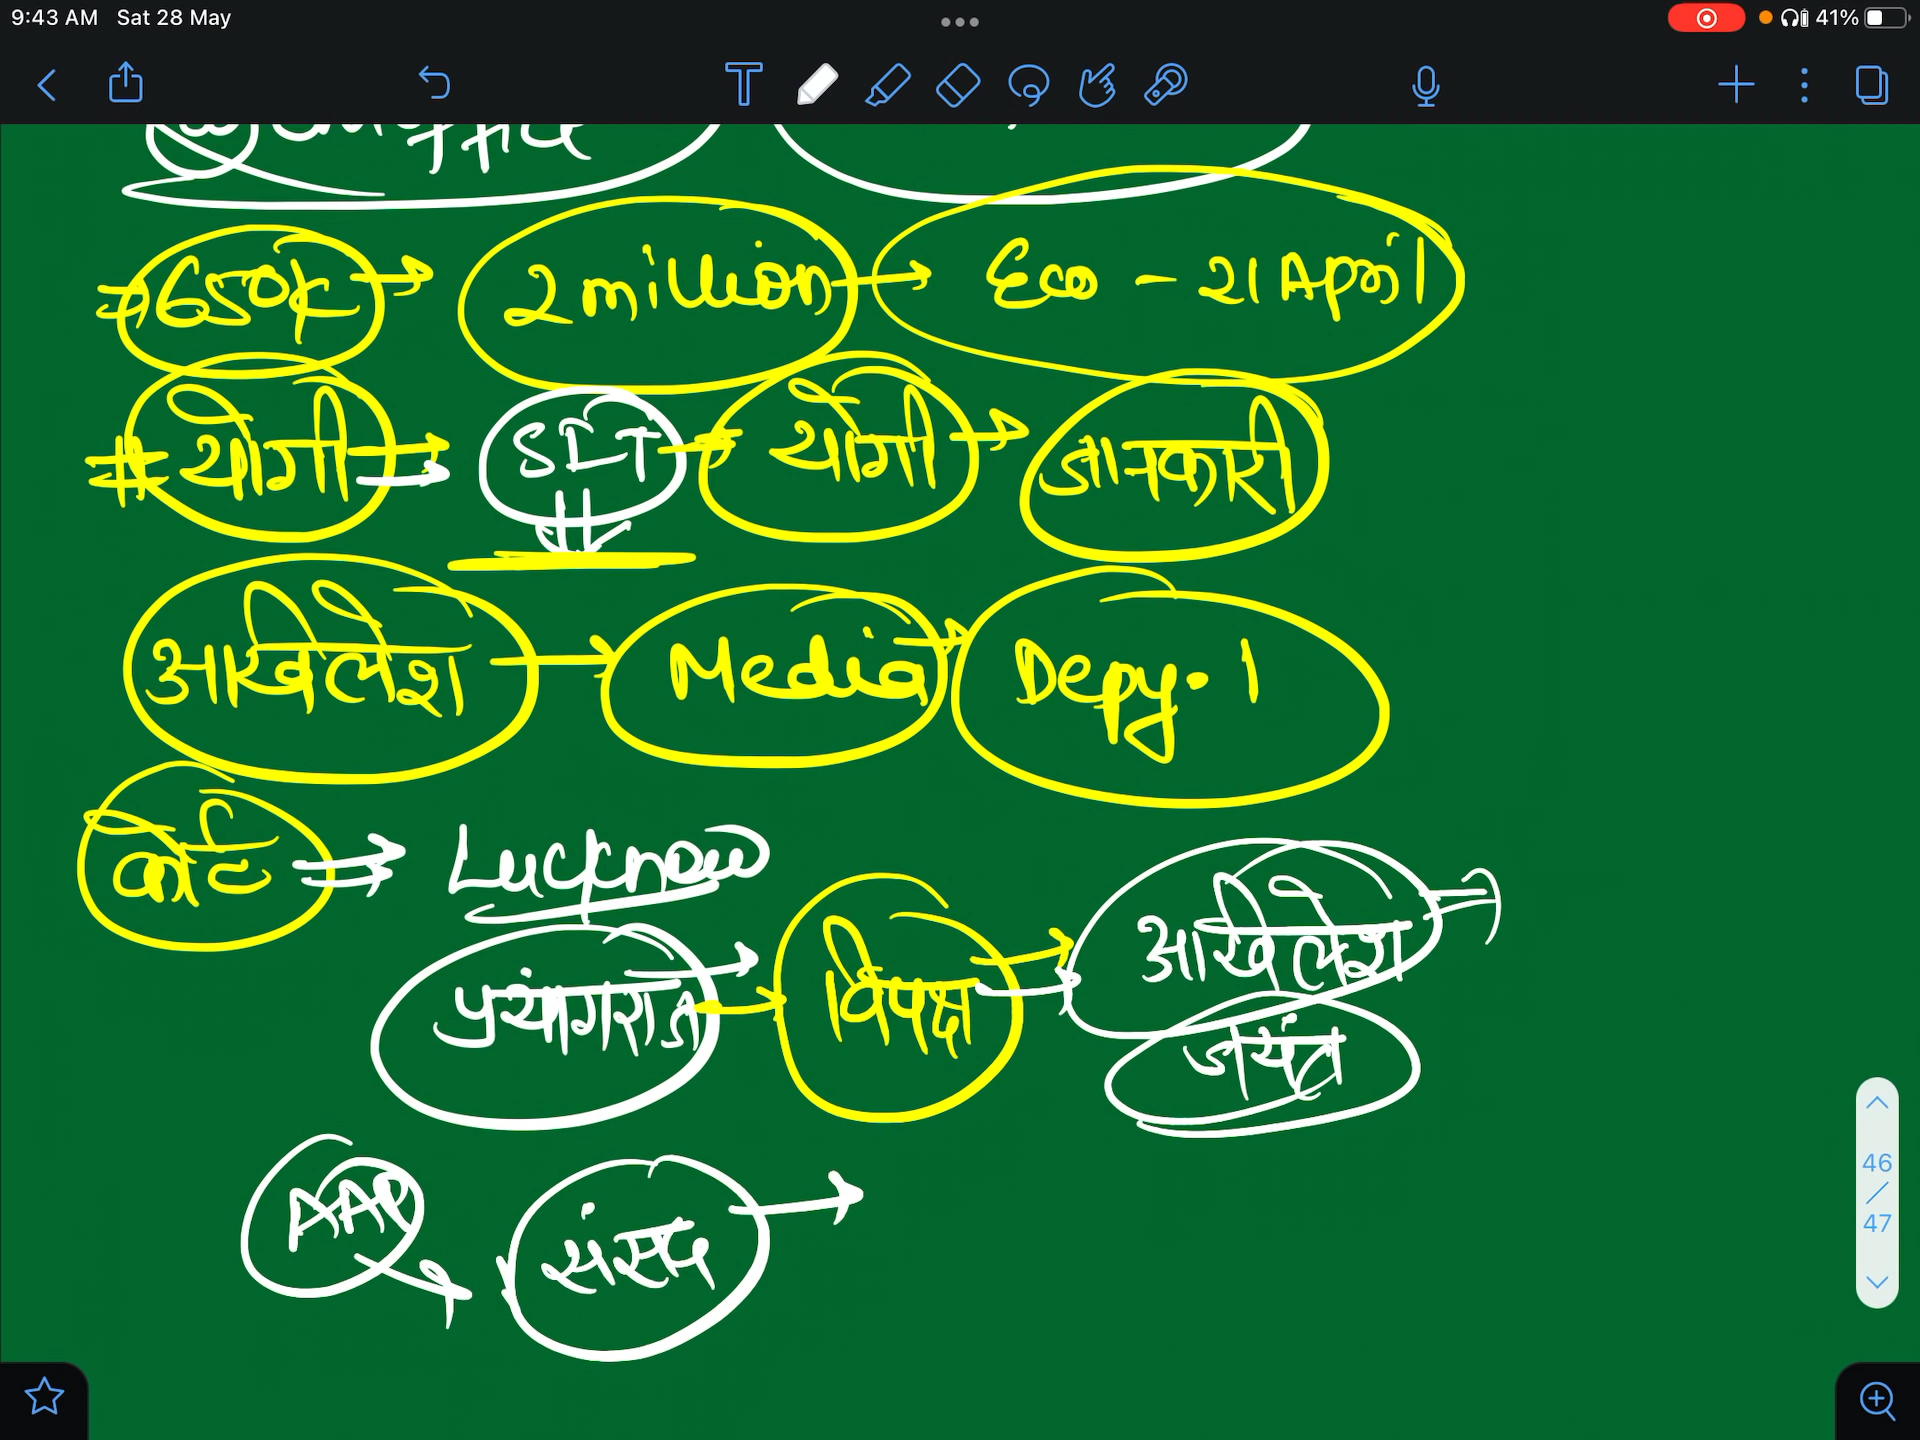 9:43 AM Sat 28 May 41%
⇒ 650K → 2 million → Eco - 21 April
# योगी → SIT → योगी → जानकारी
अखिलेश → Media → Depy. 1
कोर्ट ⇒ Lucknow
प्रयागराज → विपक्ष → अखिलेश ⇒
जयंत
AAP → संसद →
46
/
47